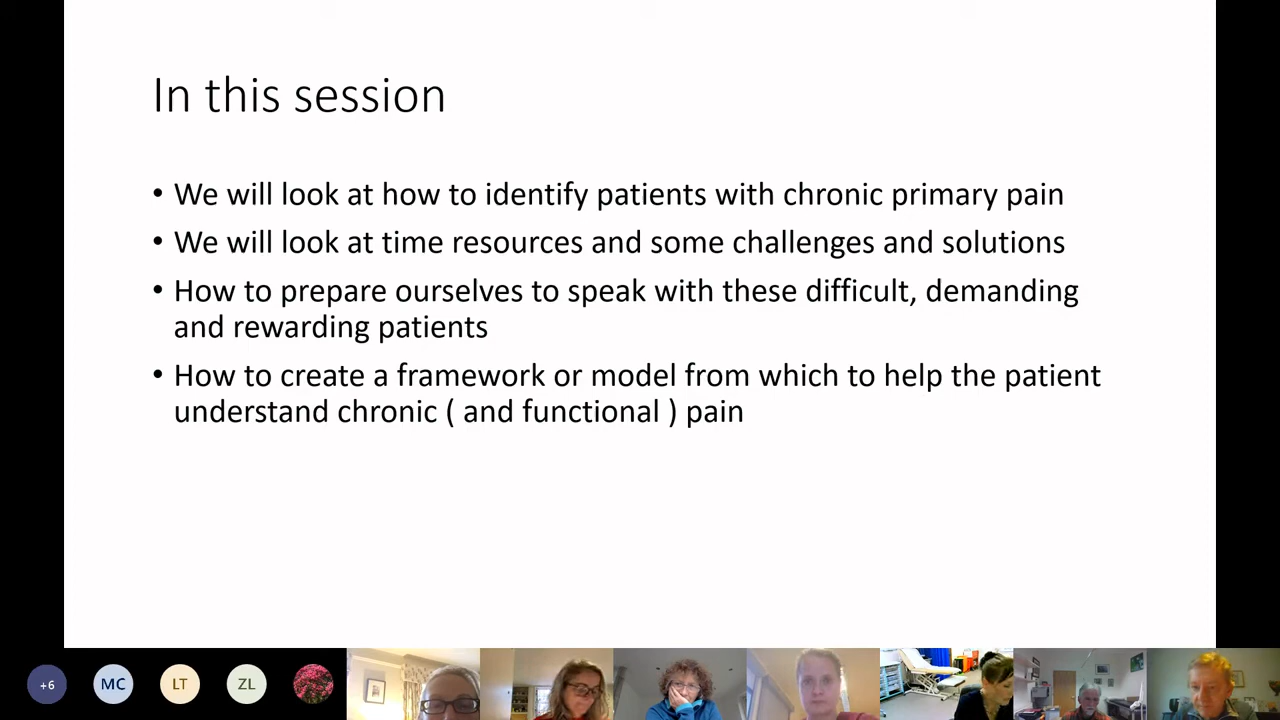 In this session
• We will look at how to identify patients with chronic primary pain
• We will look at time resources and some challenges and solutions
• How to prepare ourselves to speak with these difficult, demanding
and rewarding patients
• How to create a framework or model from which to help the patient
understand chronic ( and functional ) pain
+6 MC LT ZL